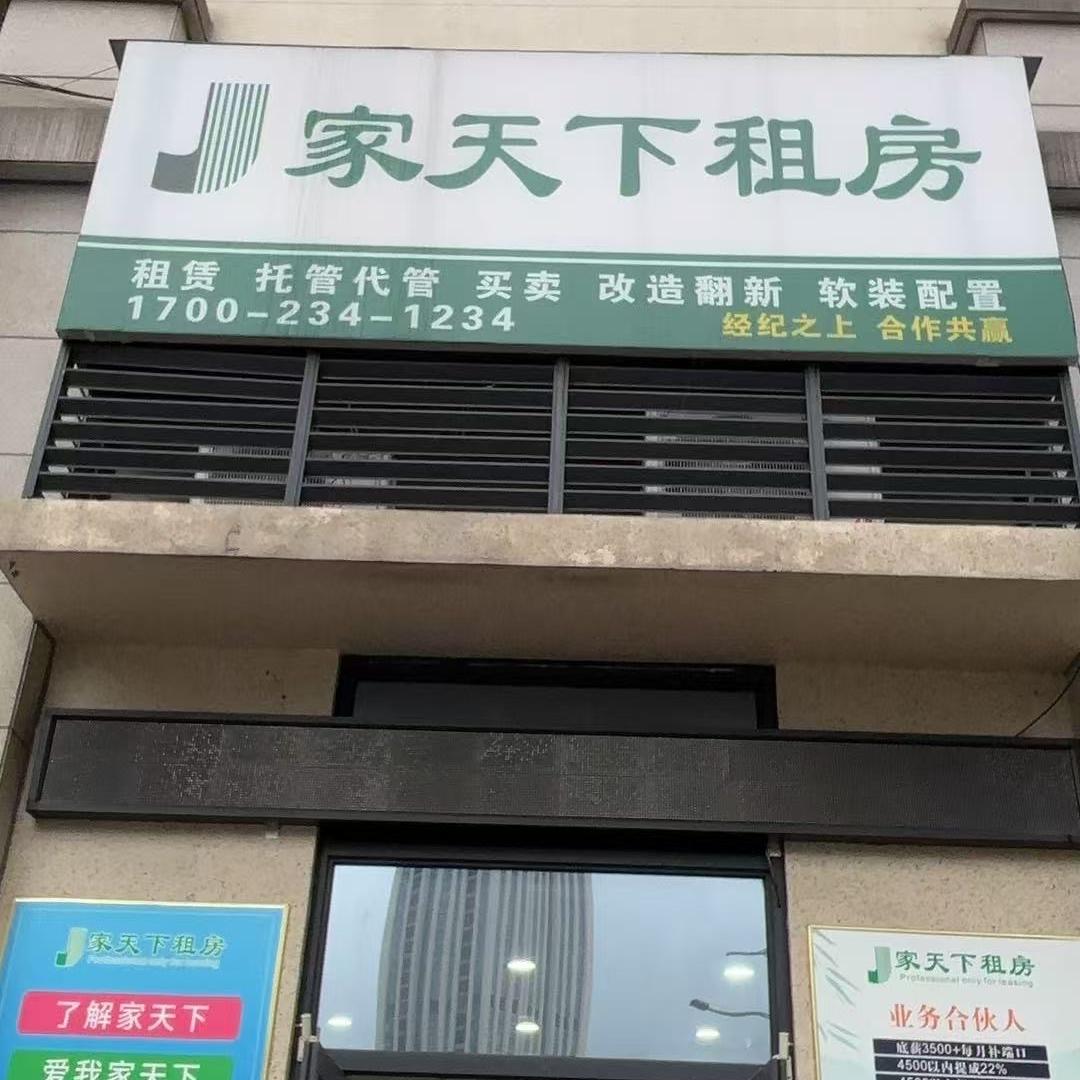 家天下租房
租赁 托管代管 买卖 改造翻新 软装配置
1700-234-1234
经纪之上 合作共赢
家天下租房
Professional only for leasing
了解家天下
爱我家天下
家天下租房
Professional only for leasing
业务合伙人
底薪3500+每月补端口
4500以内提成22%